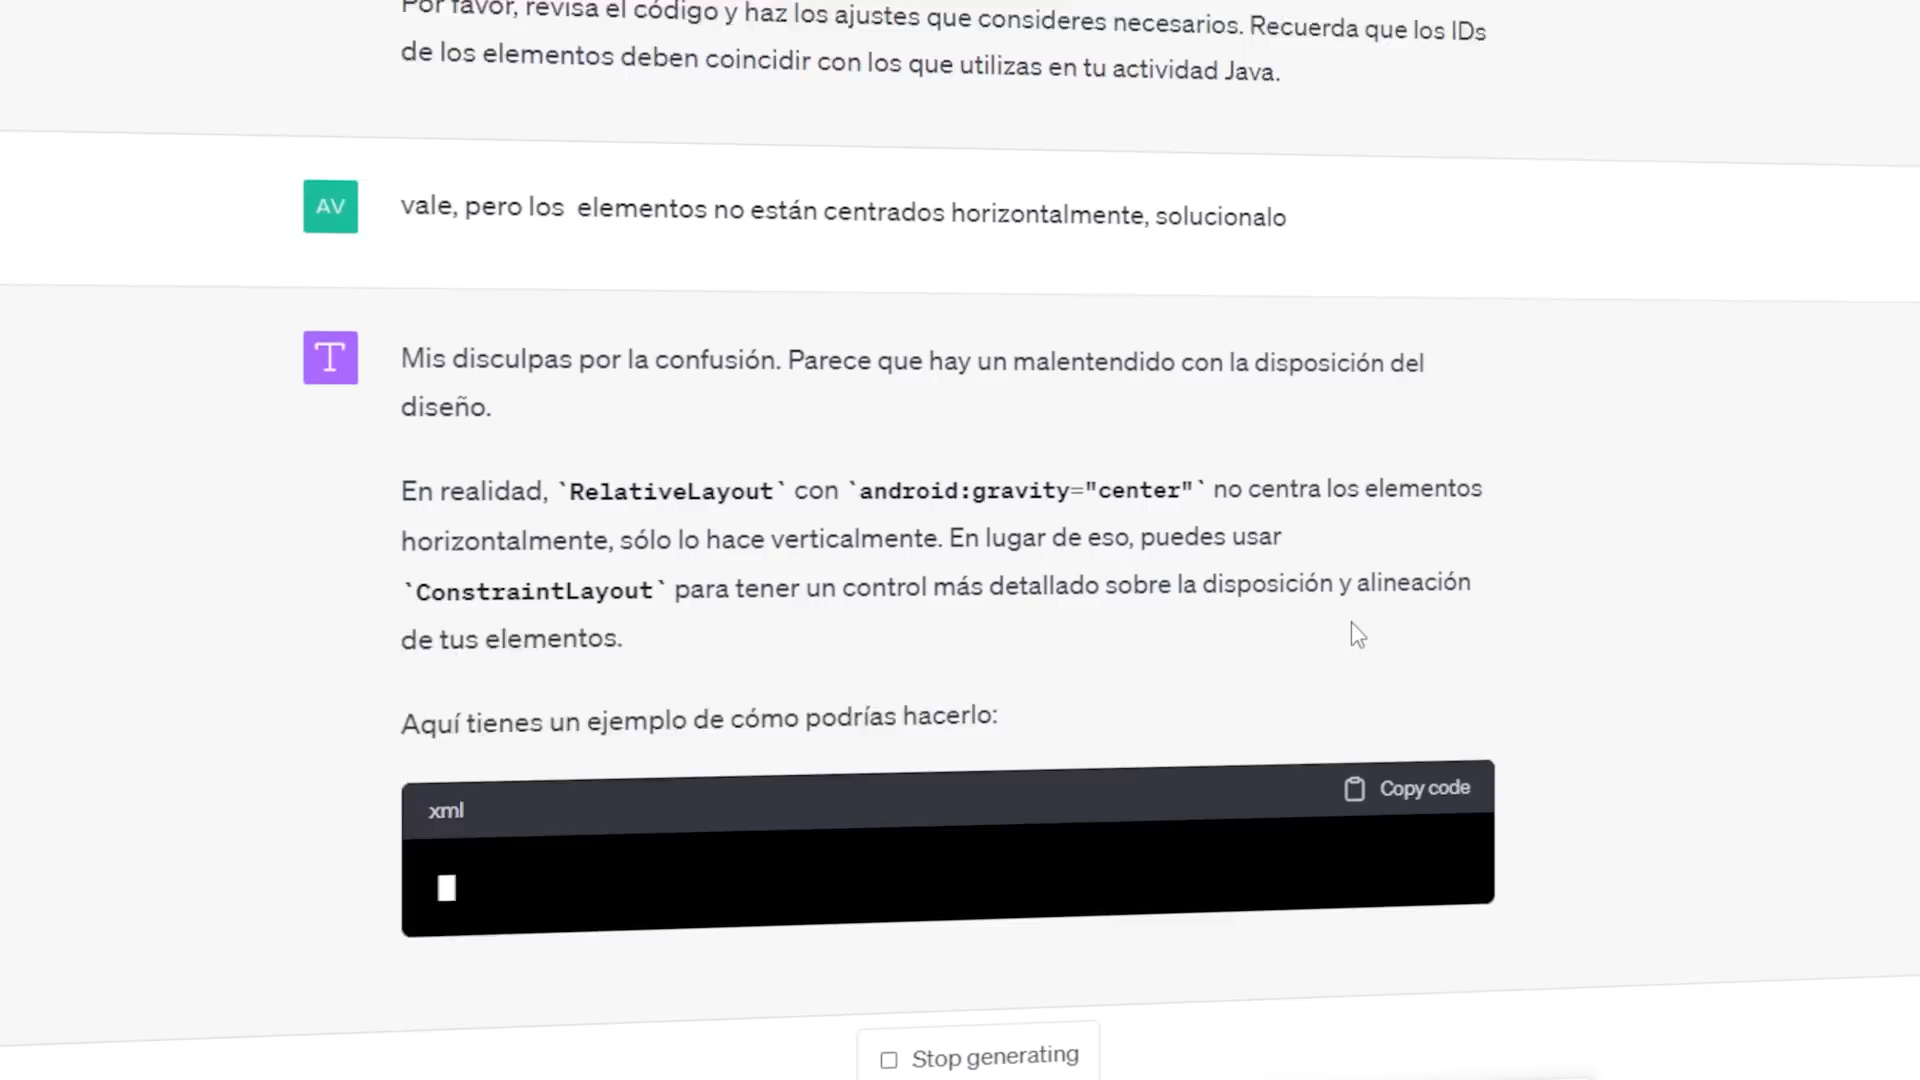 Por favor, revisa el código y haz los ajustes que consideres necesarios. Recuerda que los IDs
de los elementos deben coincidir con los que utilizas en tu actividad Java.
AV
vale, pero los  elementos no están centrados horizontalmente, solucionalo
T
Mis disculpas por la confusión. Parece que hay un malentendido con la disposición del
diseño.
En realidad, `RelativeLayout` con `android:gravity="center"` no centra los elementos
horizontalmente, sólo lo hace verticalmente. En lugar de eso, puedes usar
`ConstraintLayout` para tener un control más detallado sobre la disposición y alineación
de tus elementos.
Aquí tienes un ejemplo de cómo podrías hacerlo:
xml
Copy code
Stop generating